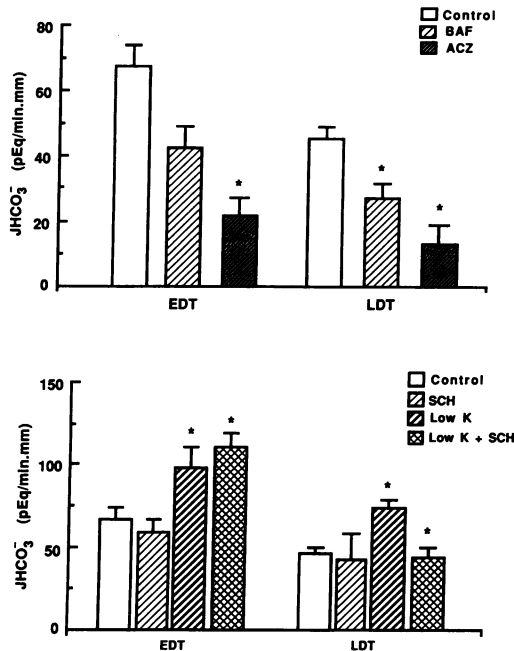 Control
BAF
ACZ
80
60
40
20
0
JHCO₃⁻ (pEq/min.mm)
*
*
*
EDT
LDT
Control
SCH
Low K
Low K + SCH
150
100
50
0
JHCO₃⁻ (pEq/min.mm)
*
*
*
*
EDT
LDT